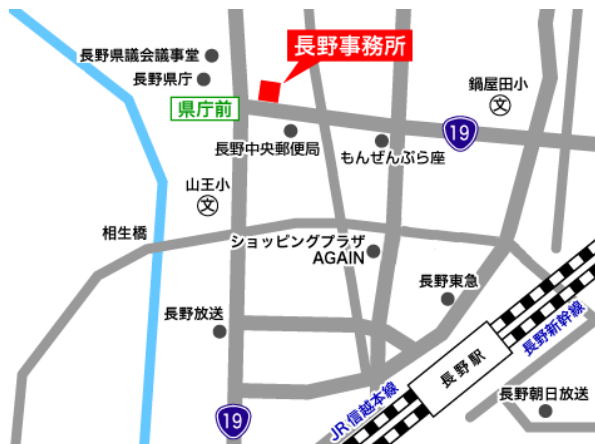 長野県議会議事堂
長野県庁
長野事務所
鍋屋田小
文
県庁前
19
長野中央郵便局
もんぜんぷら座
山王小
文
相生橋
ショッピングプラザ
AGAIN
長野東急
長野放送
長野新幹線
長野駅
JR信越本線
長野朝日放送
19